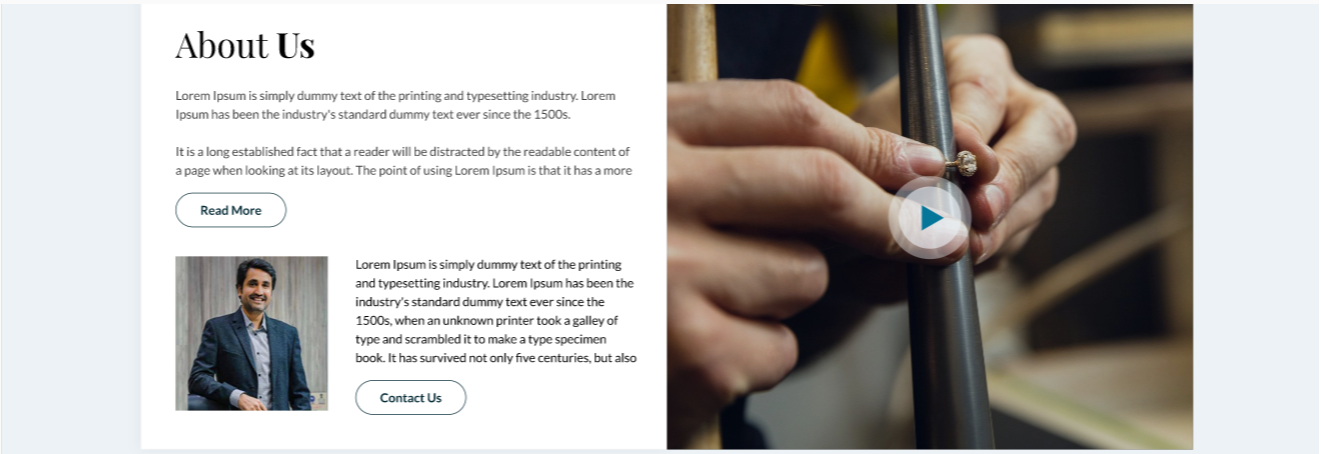 About Us
Lorem Ipsum is simply dummy text of the printing and typesetting industry. Lorem
Ipsum has been the industry's standard dummy text ever since the 1500s.
It is a long established fact that a reader will be distracted by the readable content of
a page when looking at its layout. The point of using Lorem Ipsum is that it has a more
Read More
Lorem Ipsum is simply dummy text of the printing
and typesetting industry. Lorem Ipsum has been the
industry's standard dummy text ever since the
1500s, when an unknown printer took a galley of
type and scrambled it to make a type specimen
book. It has survived not only five centuries, but also
Contact Us